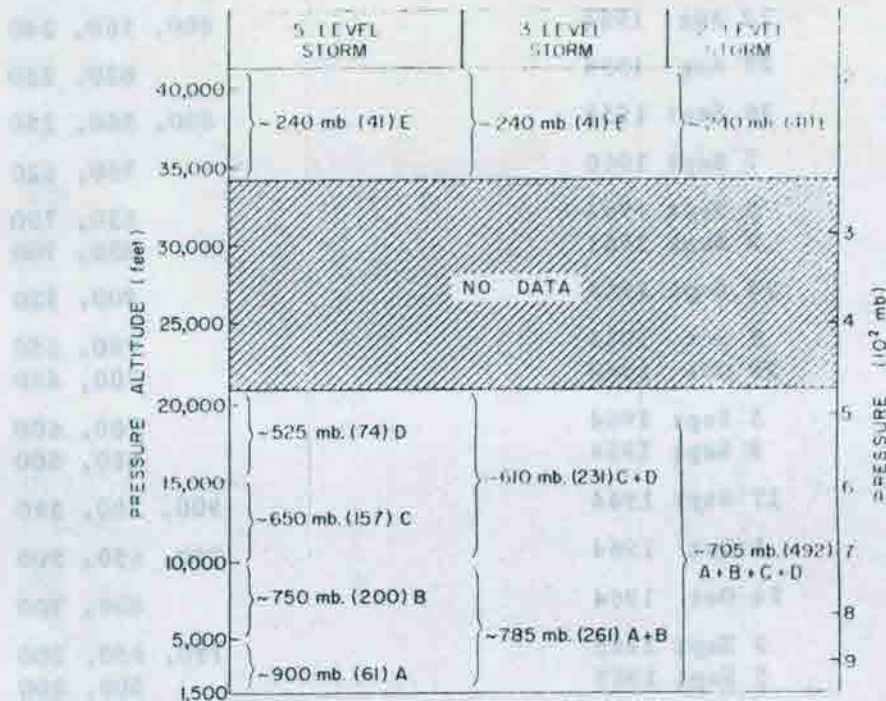 5 LEVEL
STORM
3 LEVEL
STORM
LEVEL
STORM
PRESSURE ALTITUDE (feet)
40,000
35,000
30,000
25,000
20,000
15,000
10,000
5,000
1,500
~240 mb. (41) E
~240 mb. (41) E
~240 mb. (41) E
NO DATA
~525 mb. (74) D
~650 mb. (157) C
~750 mb. (200) B
~900 mb. (61) A
~610 mb. (231) C+D
~785 mb. (261) A+B
~705 mb. (492)
A+B+C+D
2
3
4
5
6
7
8
9
PRESSURE (10² mb)